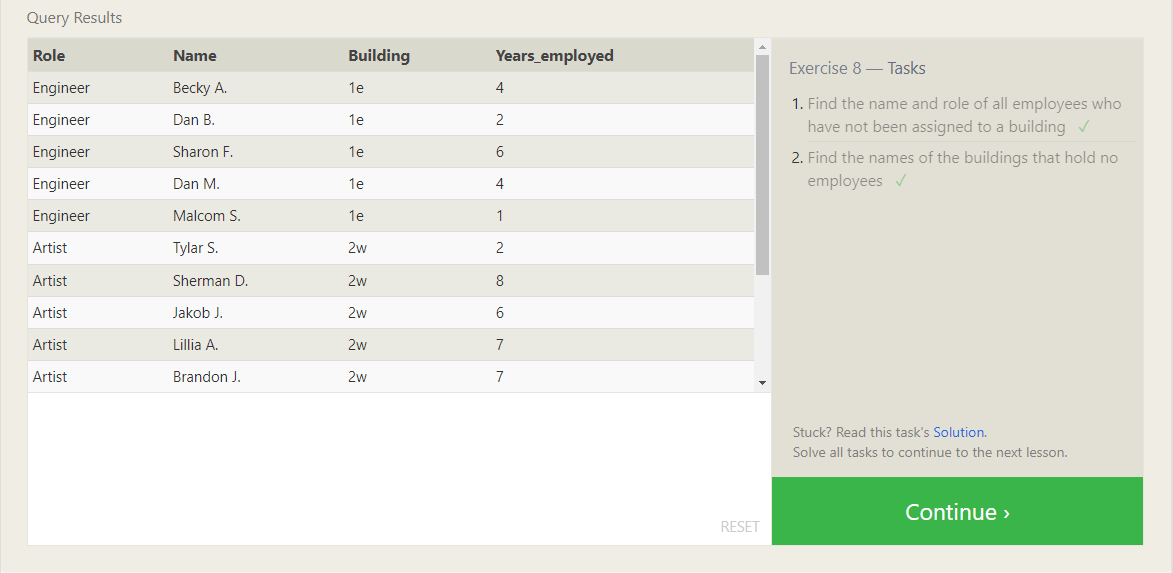 Query Results
Role Name Building Years_employed
Engineer Becky A. 1e 4
Engineer Dan B. 1e 2
Engineer Sharon F. 1e 6
Engineer Dan M. 1e 4
Engineer Malcom S. 1e 1
Artist Tylar S. 2w 2
Artist Sherman D. 2w 8
Artist Jakob J. 2w 6
Artist Lillia A. 2w 7
Artist Brandon J. 2w 7
RESET
Exercise 8 — Tasks
1. Find the name and role of all employees who
have not been assigned to a building ✓
2. Find the names of the buildings that hold no
employees ✓
Stuck? Read this task's Solution.
Solve all tasks to continue to the next lesson.
Continue ›